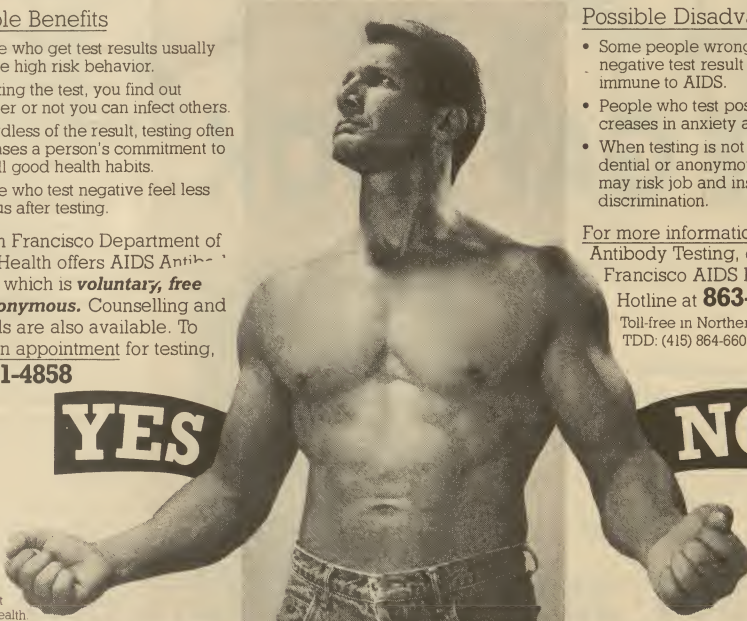 ble Benefits
e who get test results usually
e high risk behavior.
ting the test, you find out
er or not you can infect others.
dless of the result, testing often
ases a person's commitment to
ll good health habits.
e who test negative feel less
us after testing.
n Francisco Department of
Health offers AIDS
which is voluntary, free
onymous. Counselling and
ls are also available. To
n appointment for testing,
1-4858
YES
t
ealth
Possible Disadva
• Some people wrong
negative test result
immune to AIDS.
• People who test pos
creases in anxiety a
• When testing is not
dential or anonymo
may risk job and ins
discrimination.
For more informatio
Antibody Testing, c
Francisco AIDS F
Hotline at 863-
Toll-free in Norther
TDD: (415) 864-660
NO